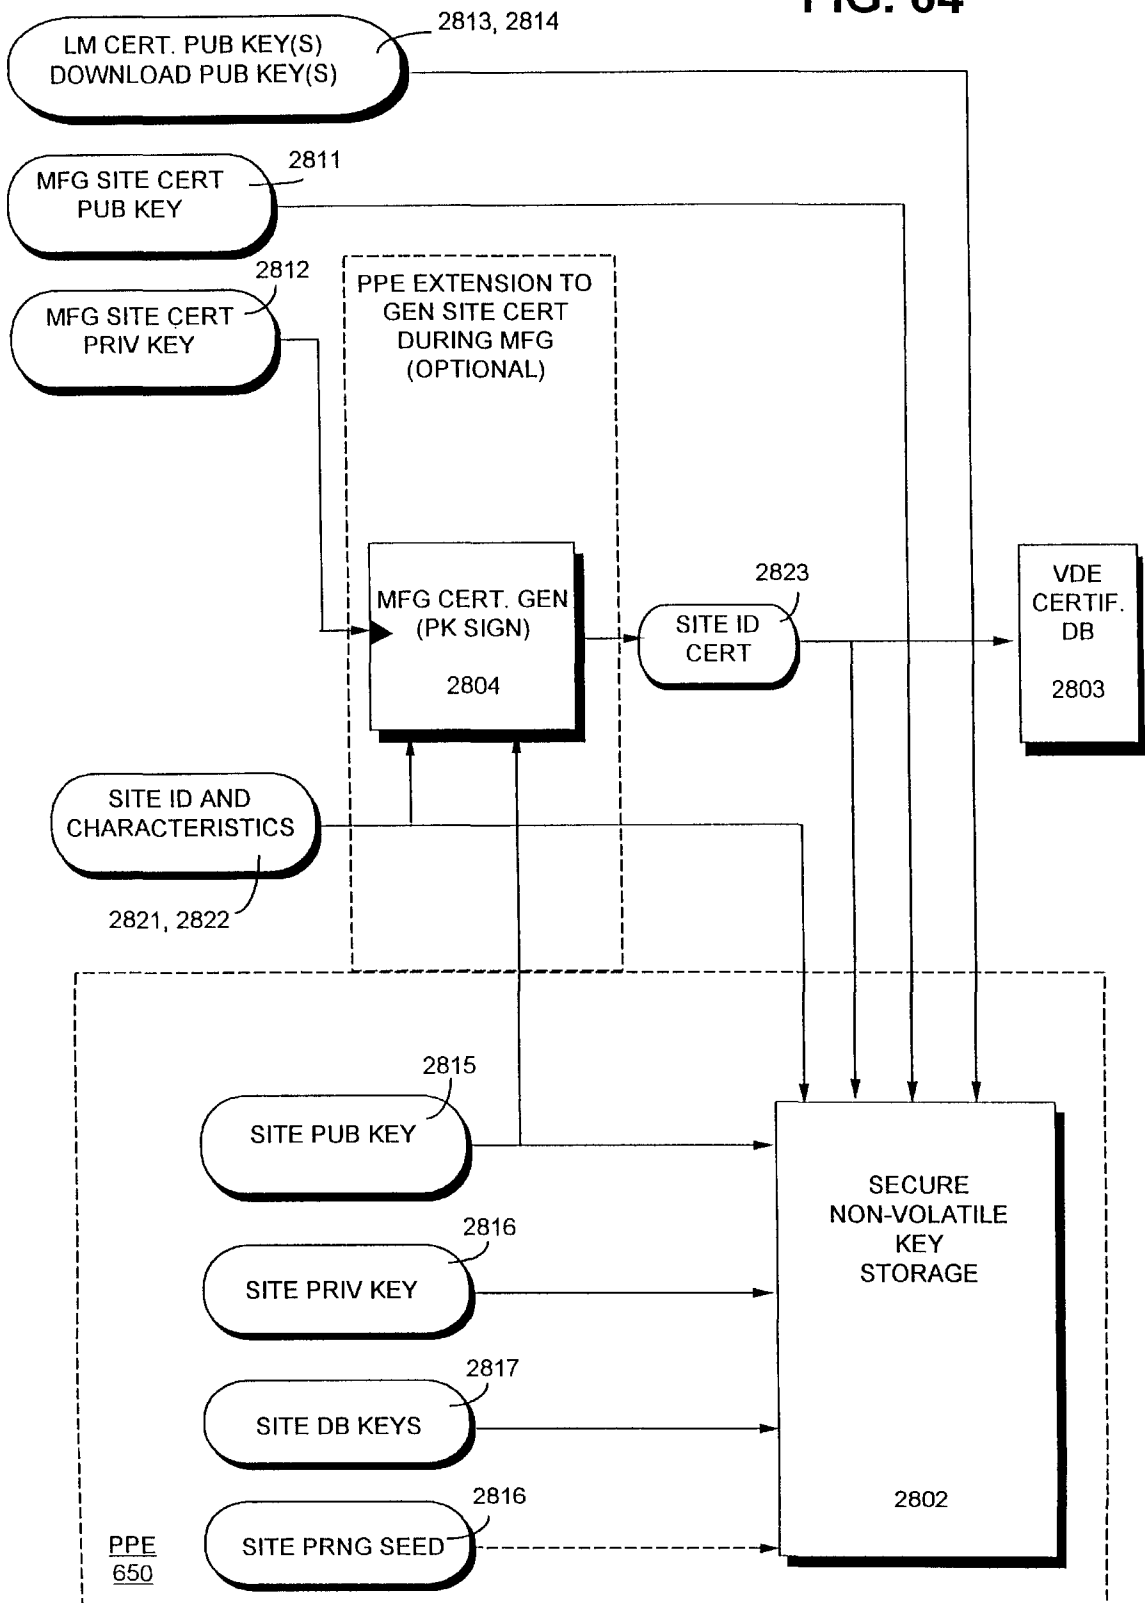 FIG. 64
2813, 2814
LM CERT. PUB KEY(S)
DOWNLOAD PUB KEY(S)
2811
MFG SITE CERT
PUB KEY
2812
MFG SITE CERT
PRIV KEY
PPE EXTENSION TO
GEN SITE CERT
DURING MFG
(OPTIONAL)
MFG CERT. GEN
(PK SIGN)
2804
2823
SITE ID
CERT
VDE
CERTIF.
DB
2803
SITE ID AND
CHARACTERISTICS
2821, 2822
2815
SITE PUB KEY
2816
SITE PRIV KEY
2817
SITE DB KEYS
2816
SITE PRNG SEED
SECURE
NON-VOLATILE
KEY
STORAGE
2802
PPE
650